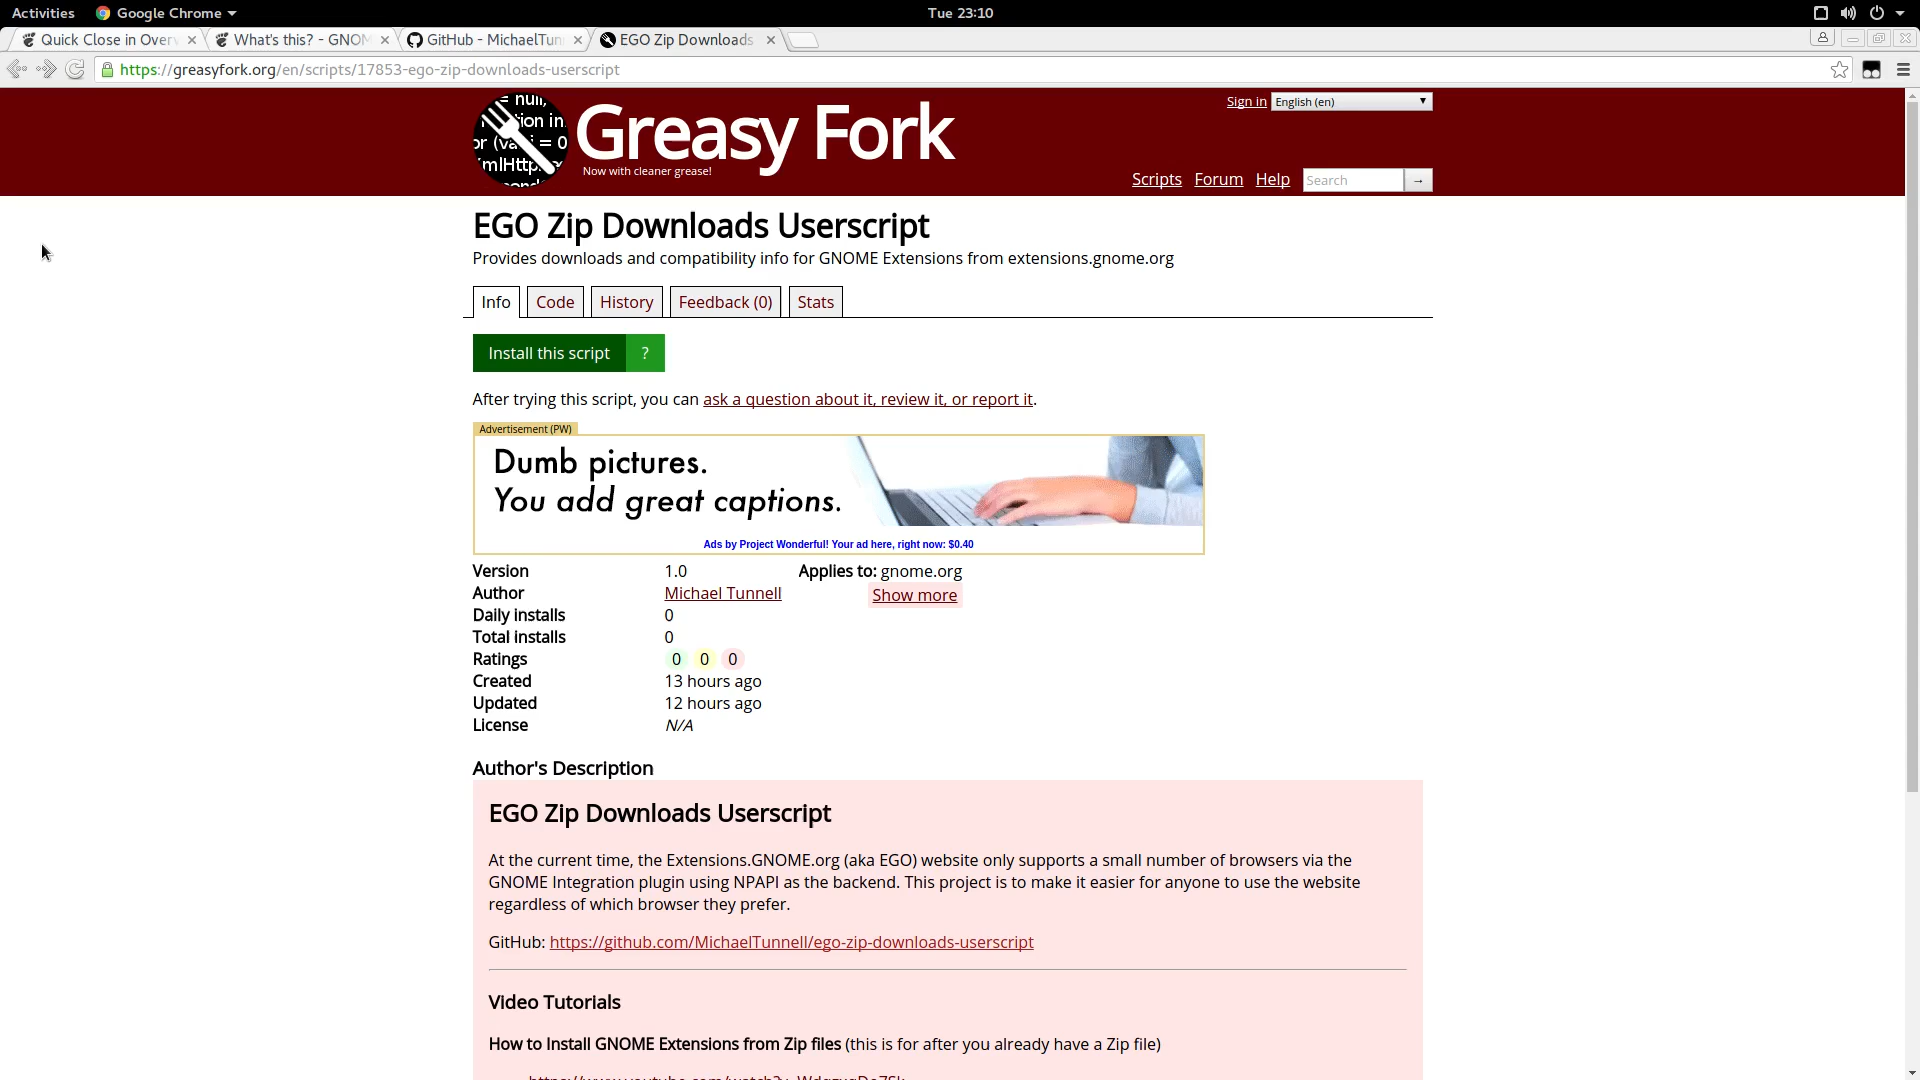 Activities Google Chrome Tue 23:10
Quick Close in Over What's this? - GNOM GitHub - MichaelTun EGO Zip Downloads
https://greasyfork.org/en/scripts/17853-ego-zip-downloads-userscript
= null,
ion in
or (va i = 0
mlHttp
Greasy Fork
Now with cleaner grease!
Sign in English (en)
Scripts Forum Help Search →
EGO Zip Downloads Userscript
Provides downloads and compatibility info for GNOME Extensions from extensions.gnome.org
Info Code History Feedback (0) Stats
Install this script ?
After trying this script, you can ask a question about it, review it, or report it.
Advertisement (PW)
Dumb pictures.
You add great captions.
Ads by Project Wonderful! Your ad here, right now: $0.40
Version 1.0 Applies to: gnome.org
Author Michael Tunnell Show more
Daily installs 0
Total installs 0
Ratings 0 0 0
Created 13 hours ago
Updated 12 hours ago
License N/A
Author's Description
EGO Zip Downloads Userscript
At the current time, the Extensions.GNOME.org (aka EGO) website only supports a small number of browsers via the
GNOME Integration plugin using NPAPI as the backend. This project is to make it easier for anyone to use the website
regardless of which browser they prefer.
GitHub: https://github.com/MichaelTunnell/ego-zip-downloads-userscript
Video Tutorials
How to Install GNOME Extensions from Zip files (this is for after you already have a Zip file)